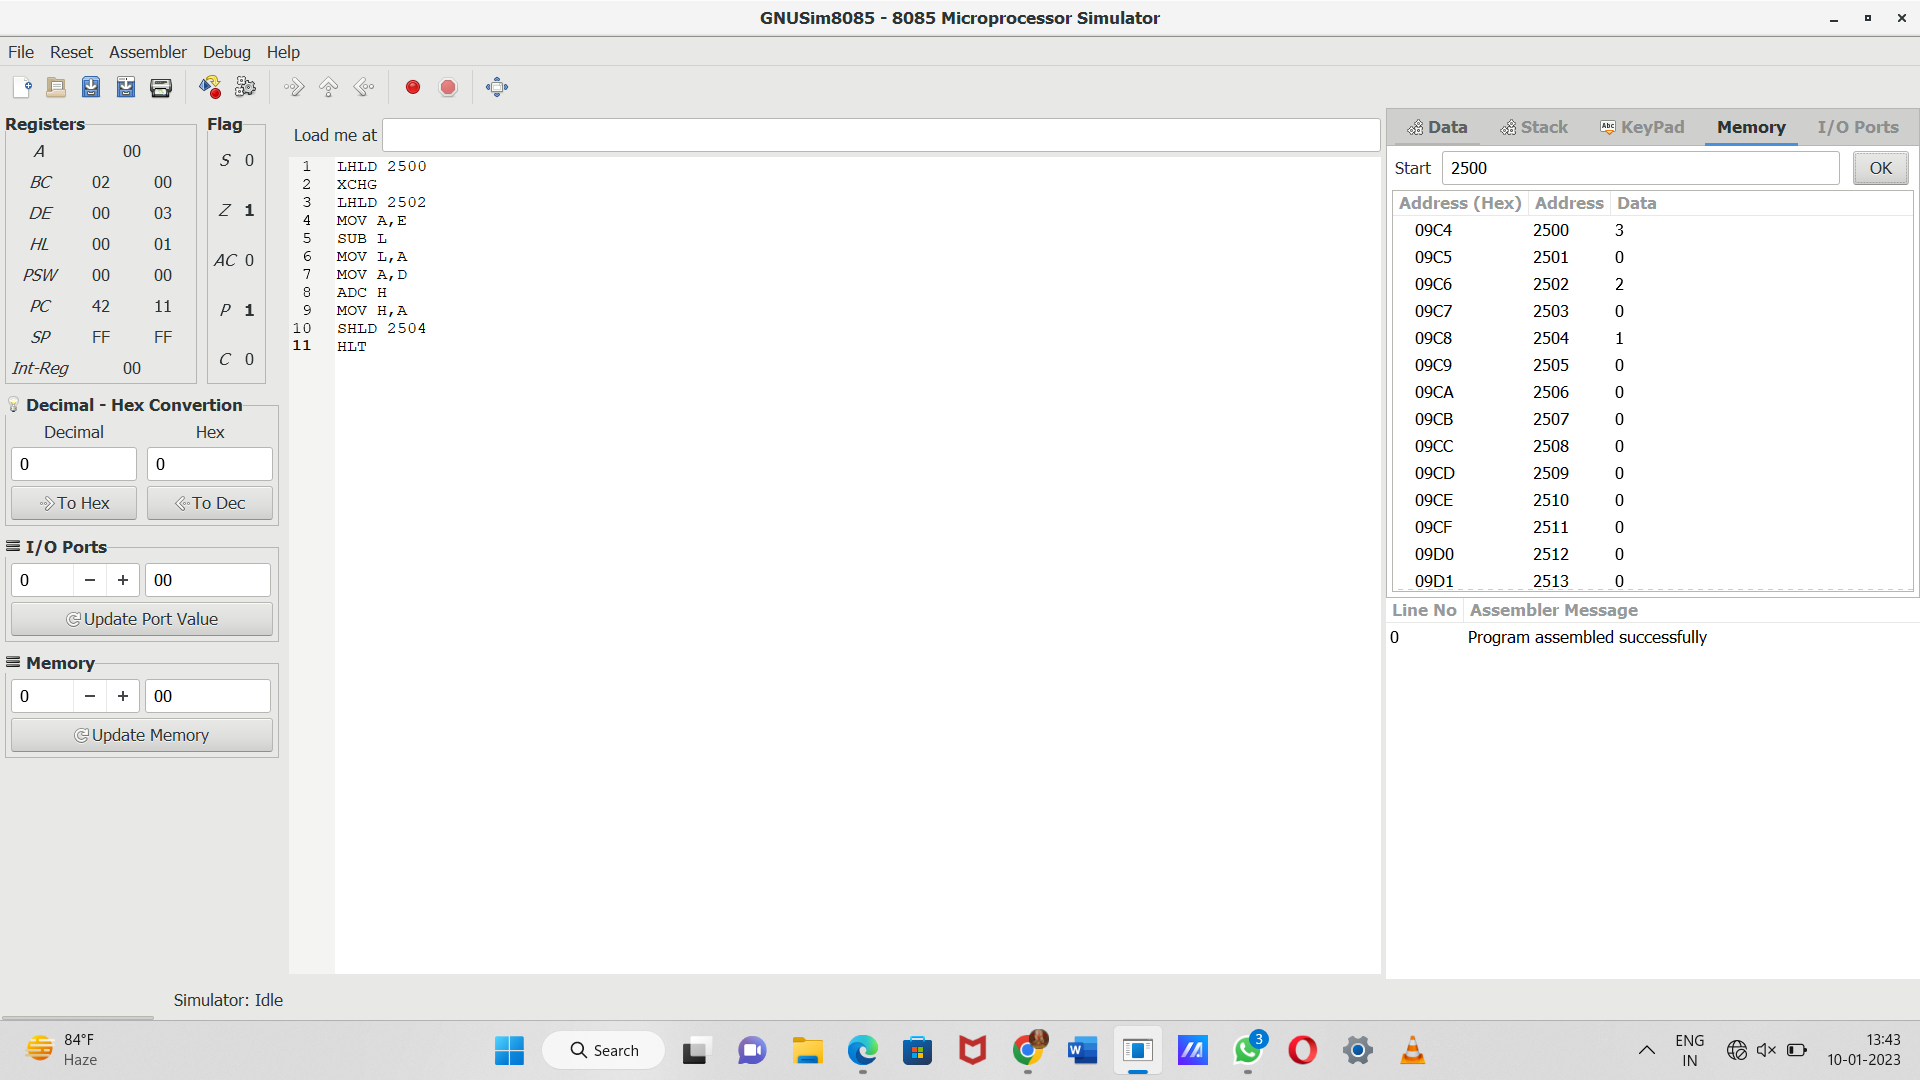 GNUSim8085 - 8085 Microprocessor Simulator
File Reset Assembler Debug Help
Registers
A 00
BC 02 00
DE 00 03
HL 00 01
PSW 00 00
PC 42 11
SP FF FF
Int-Reg 00
Flag
S 0
Z 1
AC 0
P 1
C 0
Decimal - Hex Convertion
Decimal Hex
0 0
To Hex To Dec
I/O Ports
0 − + 00
Update Port Value
Memory
0 − + 00
Update Memory
Load me at
1 LHLD 2500
2 XCHG
3 LHLD 2502
4 MOV A,E
5 SUB L
6 MOV L,A
7 MOV A,D
8 ADC H
9 MOV H,A
10 SHLD 2504
11 HLT
Data Stack Abc KeyPad Memory I/O Ports
Start 2500 OK
Address (Hex) Address Data
09C4 2500 3
09C5 2501 0
09C6 2502 2
09C7 2503 0
09C8 2504 1
09C9 2505 0
09CA 2506 0
09CB 2507 0
09CC 2508 0
09CD 2509 0
09CE 2510 0
09CF 2511 0
09D0 2512 0
09D1 2513 0
Line No Assembler Message
0 Program assembled successfully
Simulator: Idle
84°F
Haze
Search
3
ENG
IN
13:43
10-01-2023